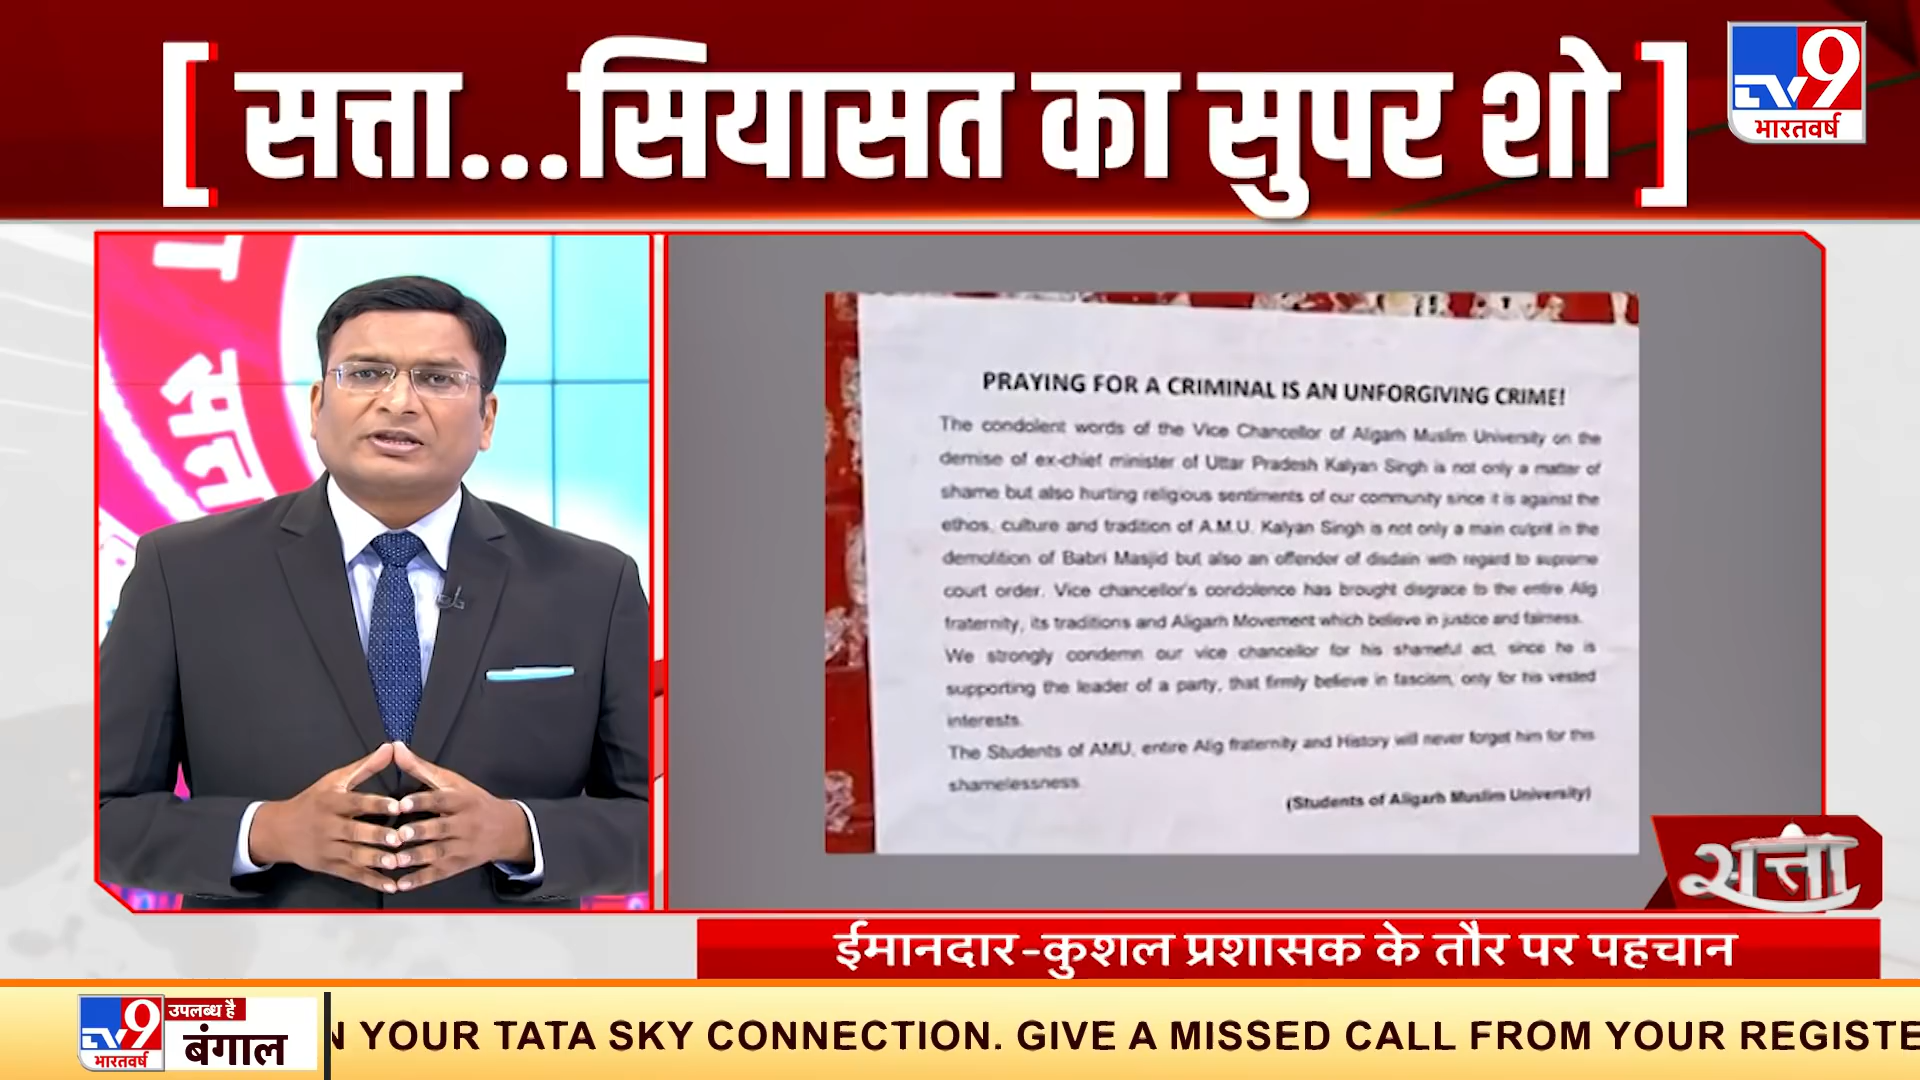 [ सत्ता...सियासत का सुपर शो ]
TV9
भारतवर्ष
PRAYING FOR A CRIMINAL IS AN UNFORGIVING CRIME!
The condolent words of the Vice Chancellor of Aligarh Muslim University on the
demise of ex-chief minister of Uttar Pradesh Kalyan Singh is not only a matter of
shame but also hurting religious sentiments of our community since it is against the
ethos, culture and tradition of A.M.U. Kalyan Singh is not only a main culprit in the
demolition of Babri Masjid but also an offender of disdain with regard to supreme
court order. Vice chancellor's condolence has brought disgrace to the entire Alig
fraternity, its traditions and Aligarh Movement which believe in justice and fairness.
We strongly condemn our vice chancellor for his shameful act, since he is
supporting the leader of a party, that firmly believe in fascism, only for his vested
interests.
The Students of AMU, entire Alig fraternity and History will never forget him for this
shamelessness.
(Students of Aligarh Muslim University)
सत्ता
ईमानदार-कुशल प्रशासक के तौर पर पहचान
TV9
भारतवर्ष
उपलब्ध है
बंगाल
N YOUR TATA SKY CONNECTION. GIVE A MISSED CALL FROM YOUR REGISTE